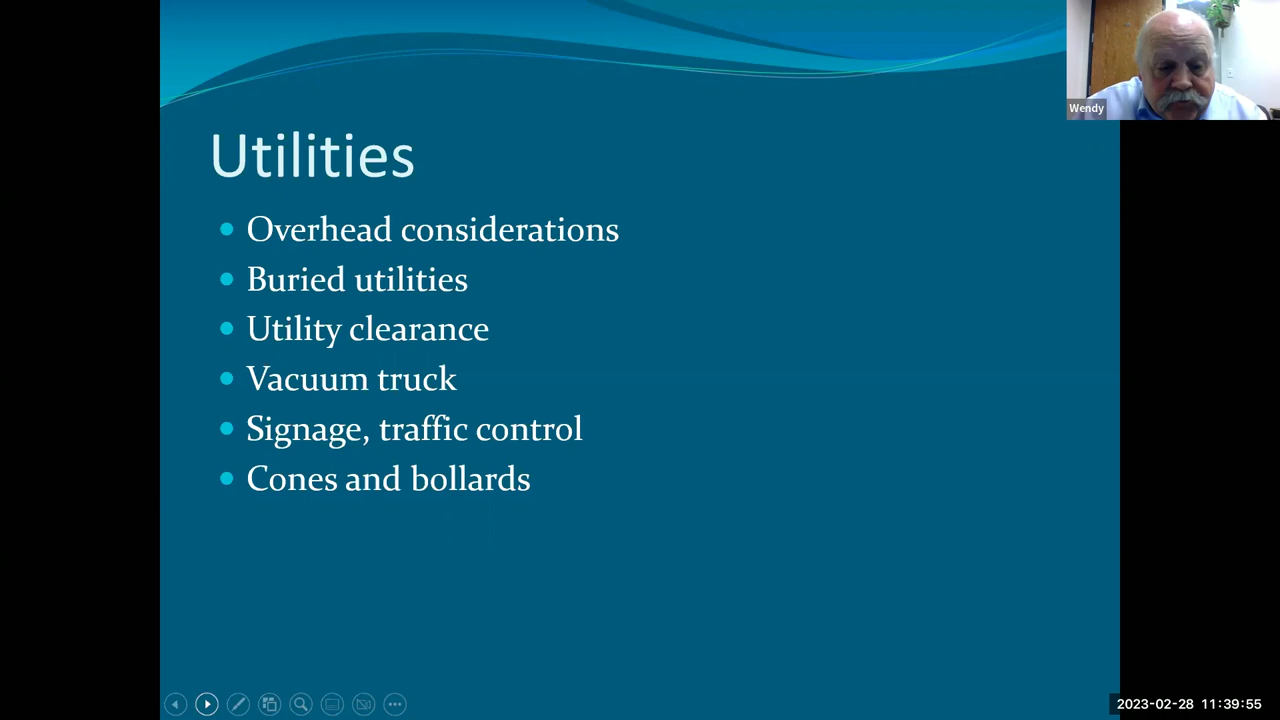 Wendy
Utilities
Overhead considerations
Buried utilities
Utility clearance
Vacuum truck
Signage, traffic control
Cones and bollards
2023-02-28 11:39:55